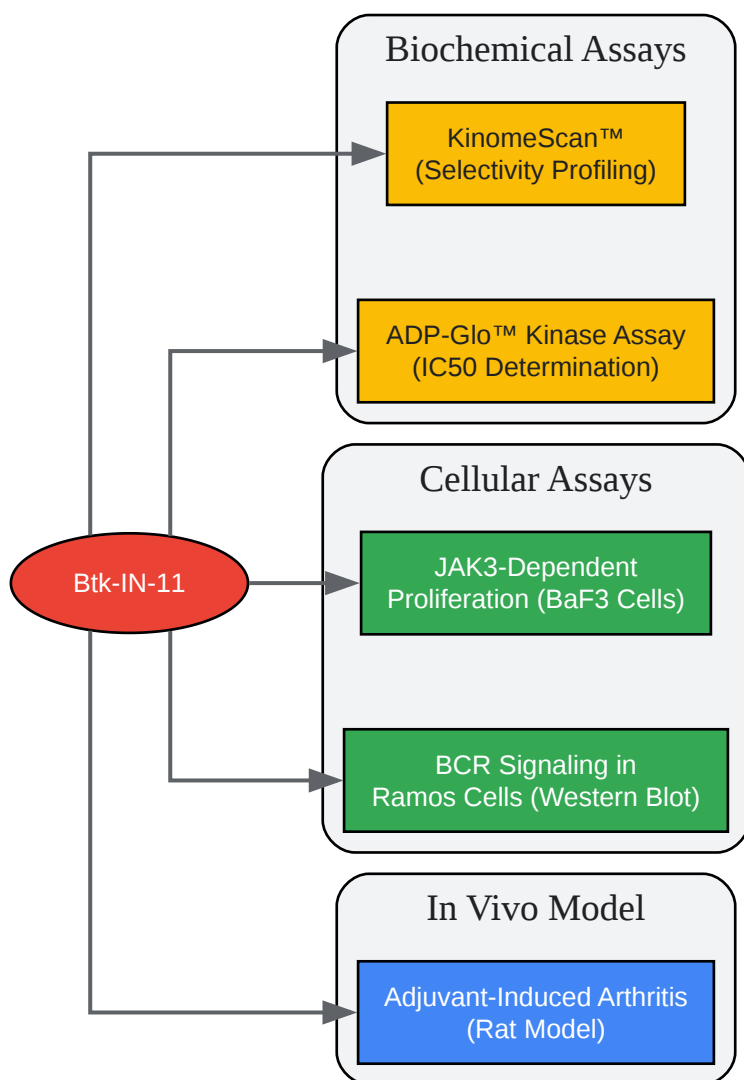 Biochemical Assays
KinomeScan™
(Selectivity Profiling)
ADP-Glo™ Kinase Assay
(IC50 Determination)
Cellular Assays
JAK3-Dependent
Proliferation (BaF3 Cells)
Btk-IN-11
BCR Signaling in
Ramos Cells (Western Blot)
In Vivo Model
Adjuvant-Induced Arthritis
(Rat Model)